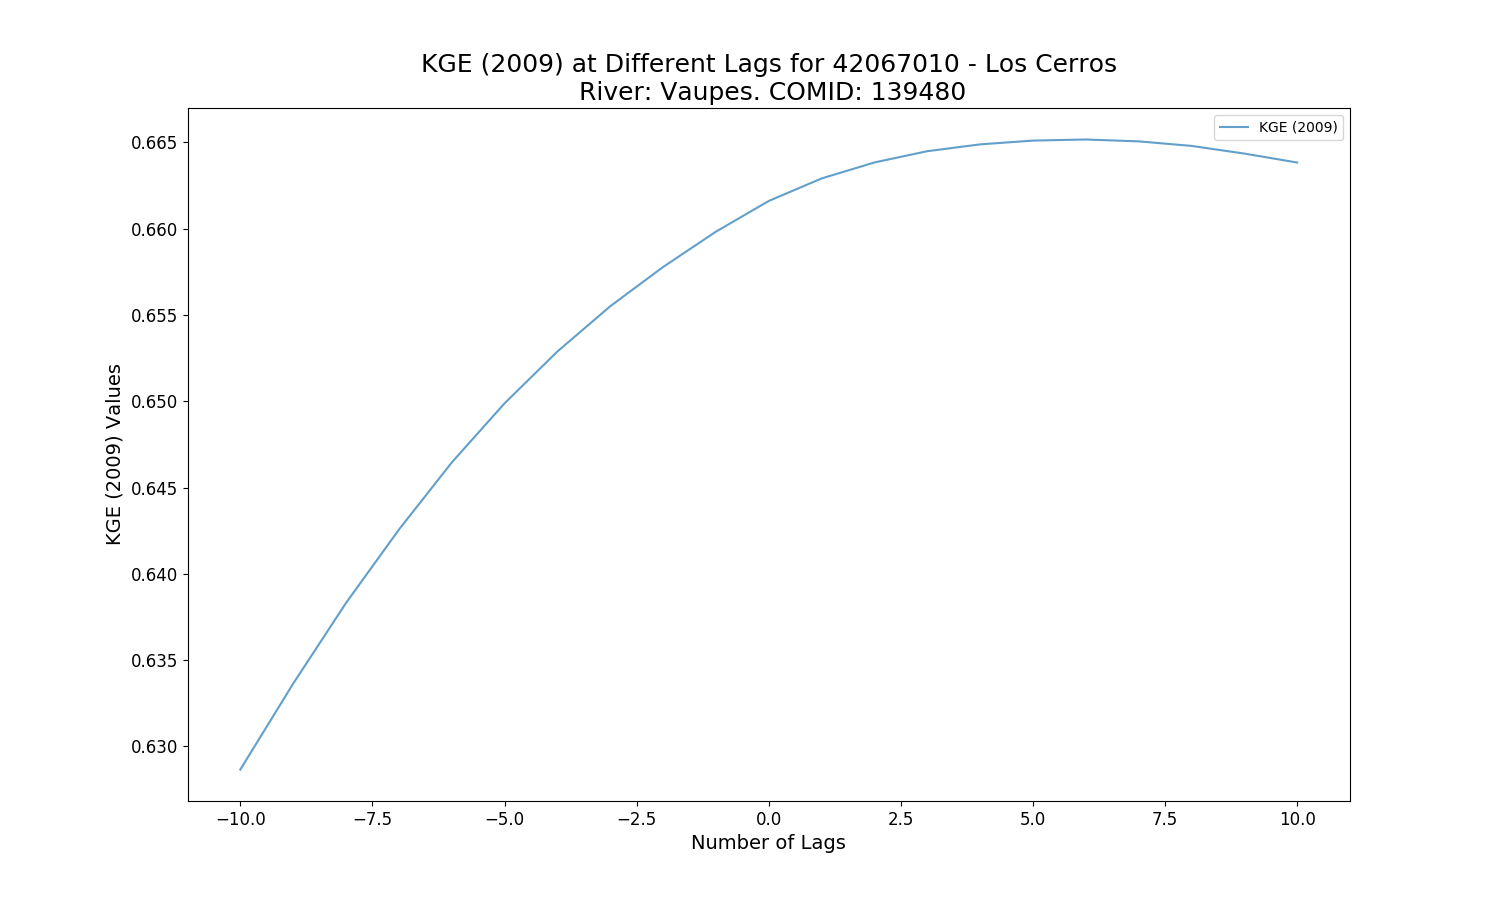 KGE (2009) at Different Lags for 42067010 - Los Cerros
River: Vaupes. COMID: 139480
KGE (2009)
0.665
0.660
0.655
0.650
0.645
0.640
0.635
0.630
KGE (2009) Values
−10.0 −7.5 −5.0 −2.5 0.0 2.5 5.0 7.5 10.0
Number of Lags